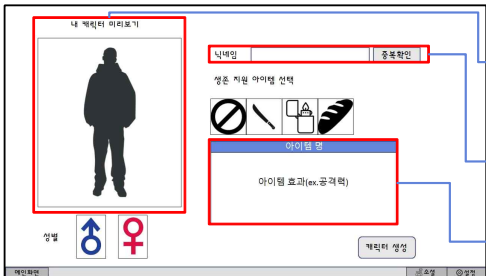 내 캐릭터 미리보기
닉네임
중복확인
생존 지원 아이템 선택
아이템 명
아이템 효과(ex.공격력)
성별
캐릭터 생성
메인화면
소셜
설정